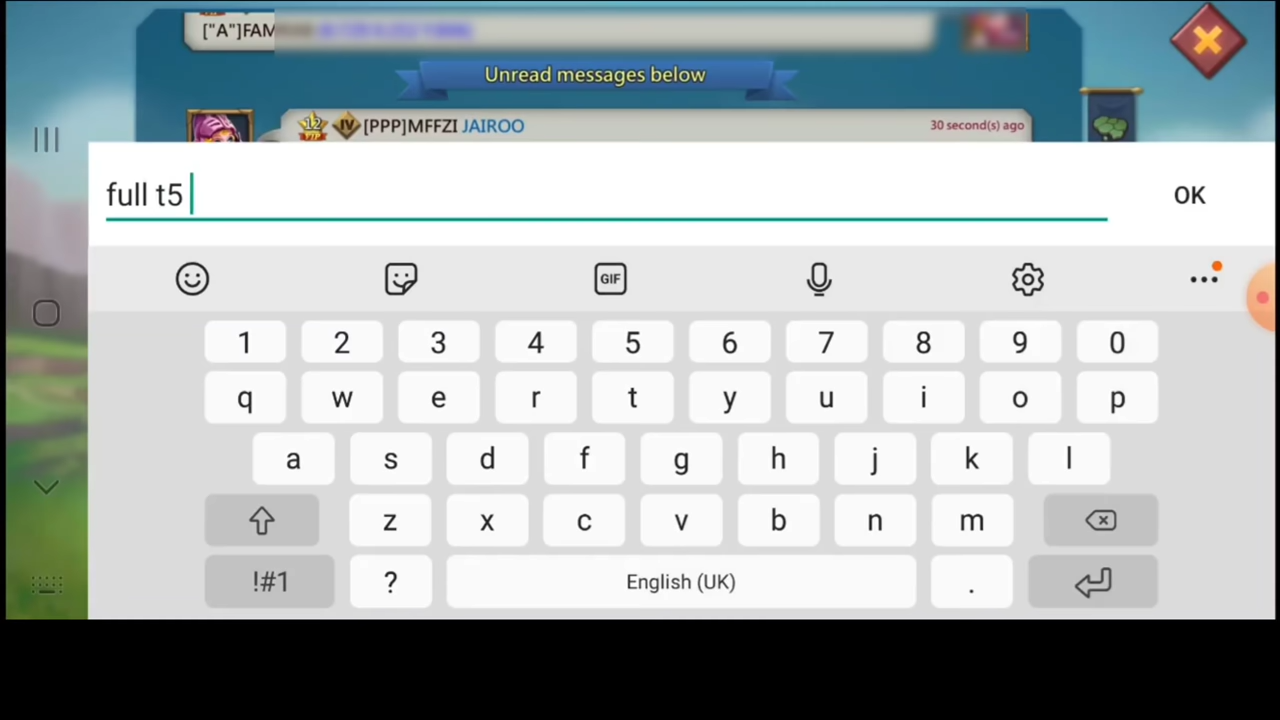 ["A"]FAM
Unread messages below
12 IV [PPP]MFFZI JAIROO 30 second(s) ago
full t5
OK
GIF
1 2 3 4 5 6 7 8 9 0
q w e r t y u i o p
a s d f g h j k l
z x c v b n m
!#1 ? English (UK) .